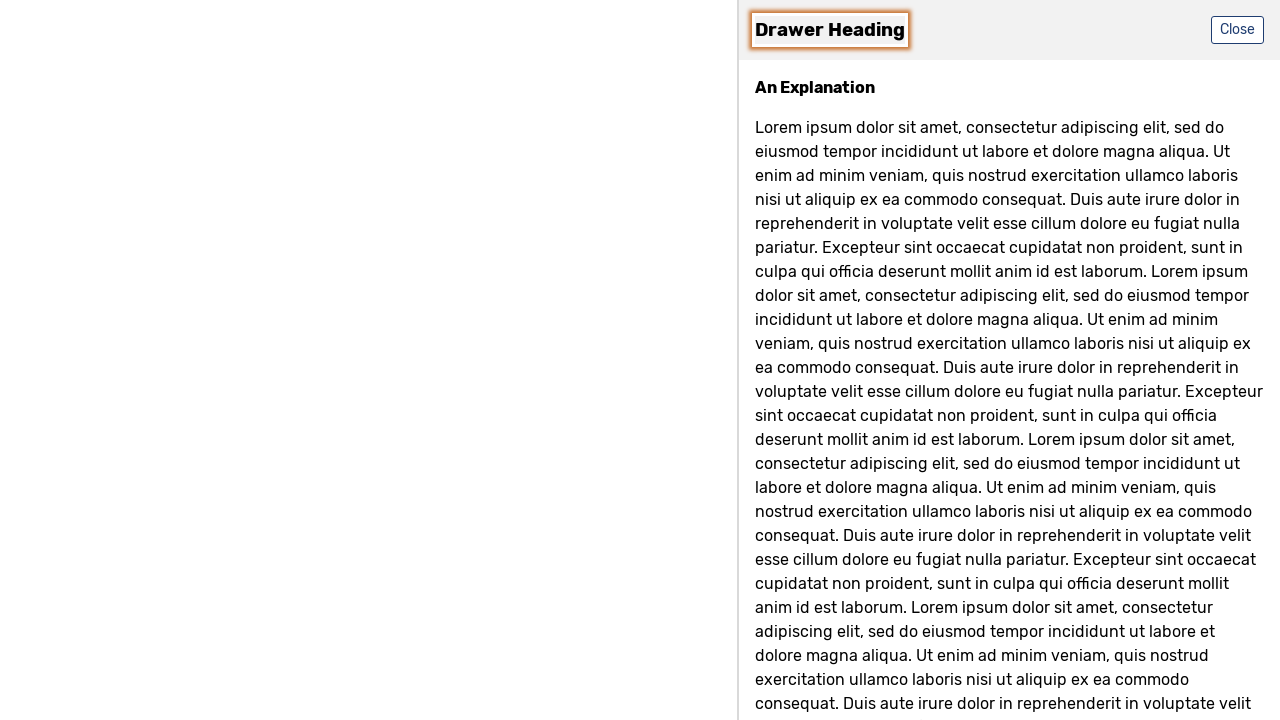 Drawer Heading
Close
An Explanation
Lorem ipsum dolor sit amet, consectetur adipiscing elit, sed do
eiusmod tempor incididunt ut labore et dolore magna aliqua. Ut
enim ad minim veniam, quis nostrud exercitation ullamco laboris
nisi ut aliquip ex ea commodo consequat. Duis aute irure dolor in
reprehenderit in voluptate velit esse cillum dolore eu fugiat nulla
pariatur. Excepteur sint occaecat cupidatat non proident, sunt in
culpa qui officia deserunt mollit anim id est laborum. Lorem ipsum
dolor sit amet, consectetur adipiscing elit, sed do eiusmod tempor
incididunt ut labore et dolore magna aliqua. Ut enim ad minim
veniam, quis nostrud exercitation ullamco laboris nisi ut aliquip ex
ea commodo consequat. Duis aute irure dolor in reprehenderit in
voluptate velit esse cillum dolore eu fugiat nulla pariatur. Excepteur
sint occaecat cupidatat non proident, sunt in culpa qui officia
deserunt mollit anim id est laborum. Lorem ipsum dolor sit amet,
consectetur adipiscing elit, sed do eiusmod tempor incididunt ut
labore et dolore magna aliqua. Ut enim ad minim veniam, quis
nostrud exercitation ullamco laboris nisi ut aliquip ex ea commodo
consequat. Duis aute irure dolor in reprehenderit in voluptate velit
esse cillum dolore eu fugiat nulla pariatur. Excepteur sint occaecat
cupidatat non proident, sunt in culpa qui officia deserunt mollit
anim id est laborum. Lorem ipsum dolor sit amet, consectetur
adipiscing elit, sed do eiusmod tempor incididunt ut labore et
dolore magna aliqua. Ut enim ad minim veniam, quis nostrud
exercitation ullamco laboris nisi ut aliquip ex ea commodo
consequat. Duis aute irure dolor in reprehenderit in voluptate velit